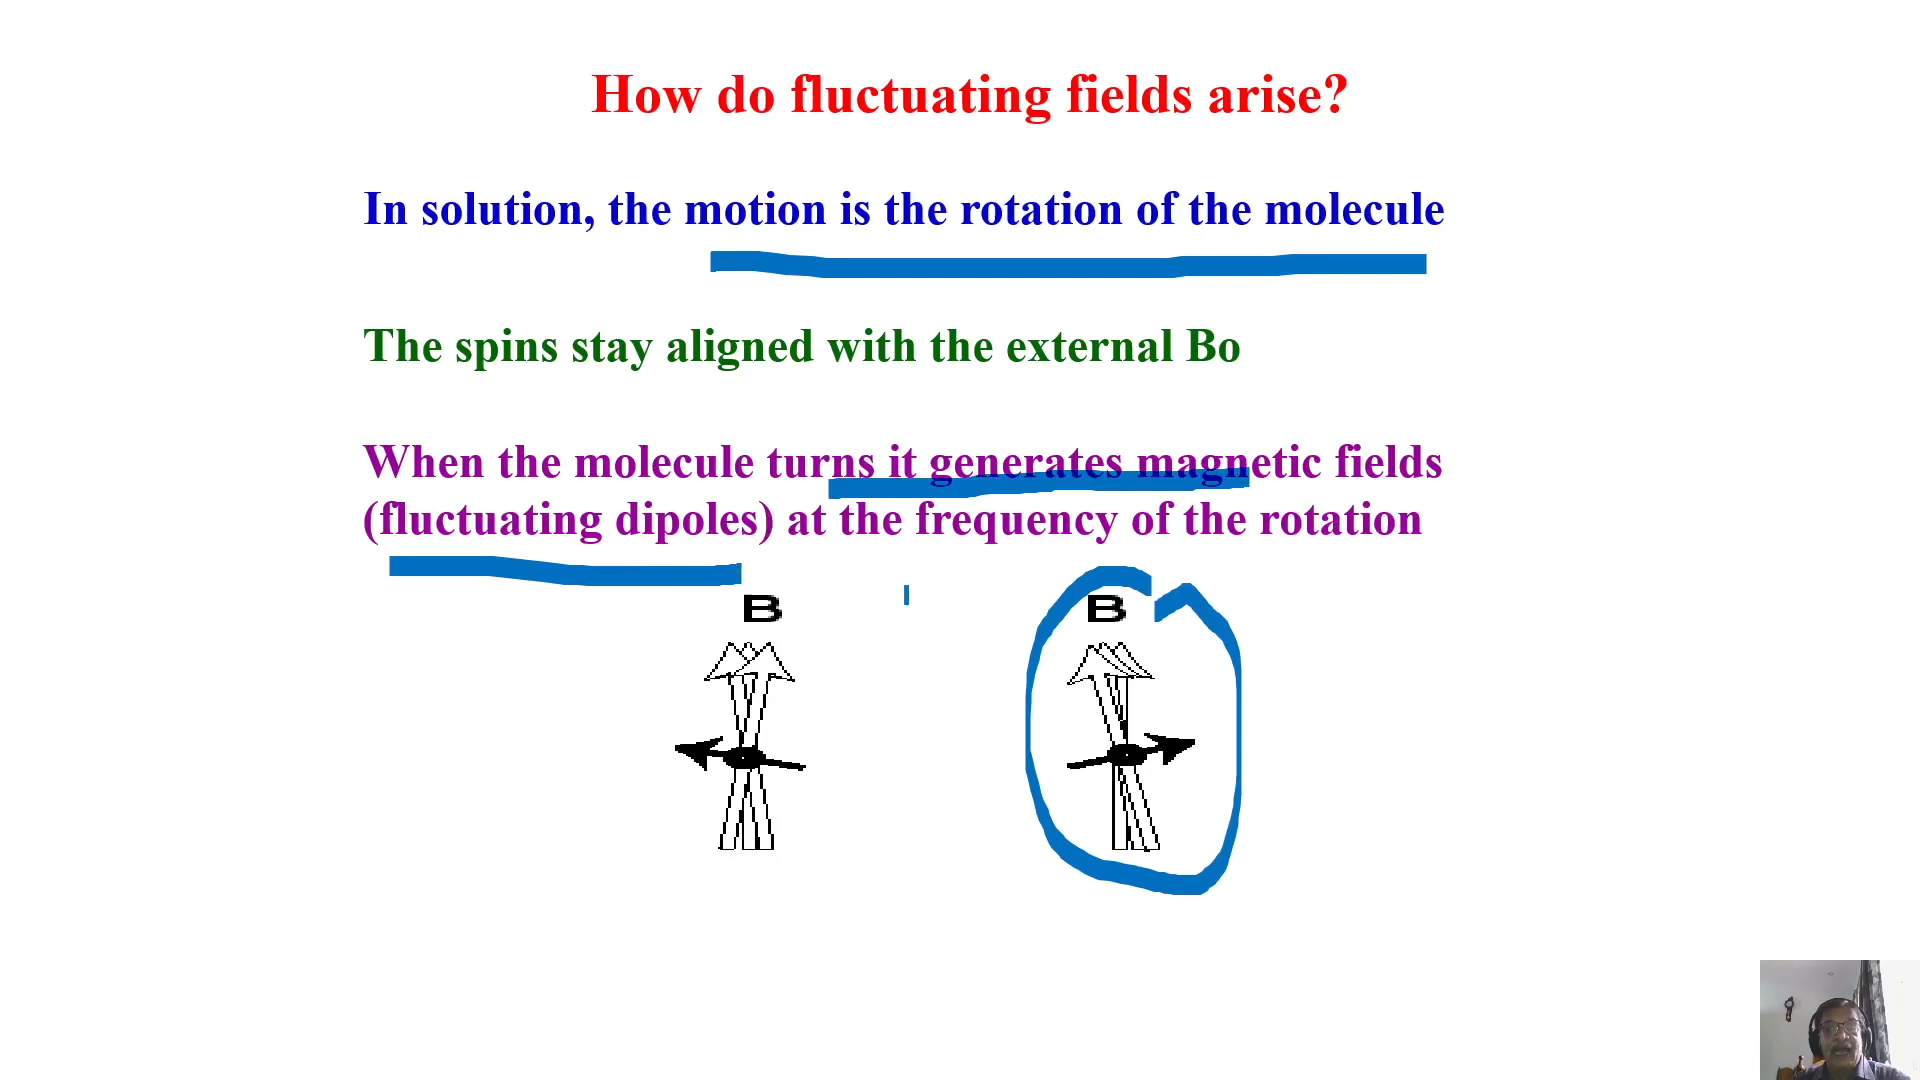 How do fluctuating fields arise?
In solution, the motion is the rotation of the molecule
The spins stay aligned with the external Bo
When the molecule turns it generates magnetic fields
(fluctuating dipoles) at the frequency of the rotation
B B